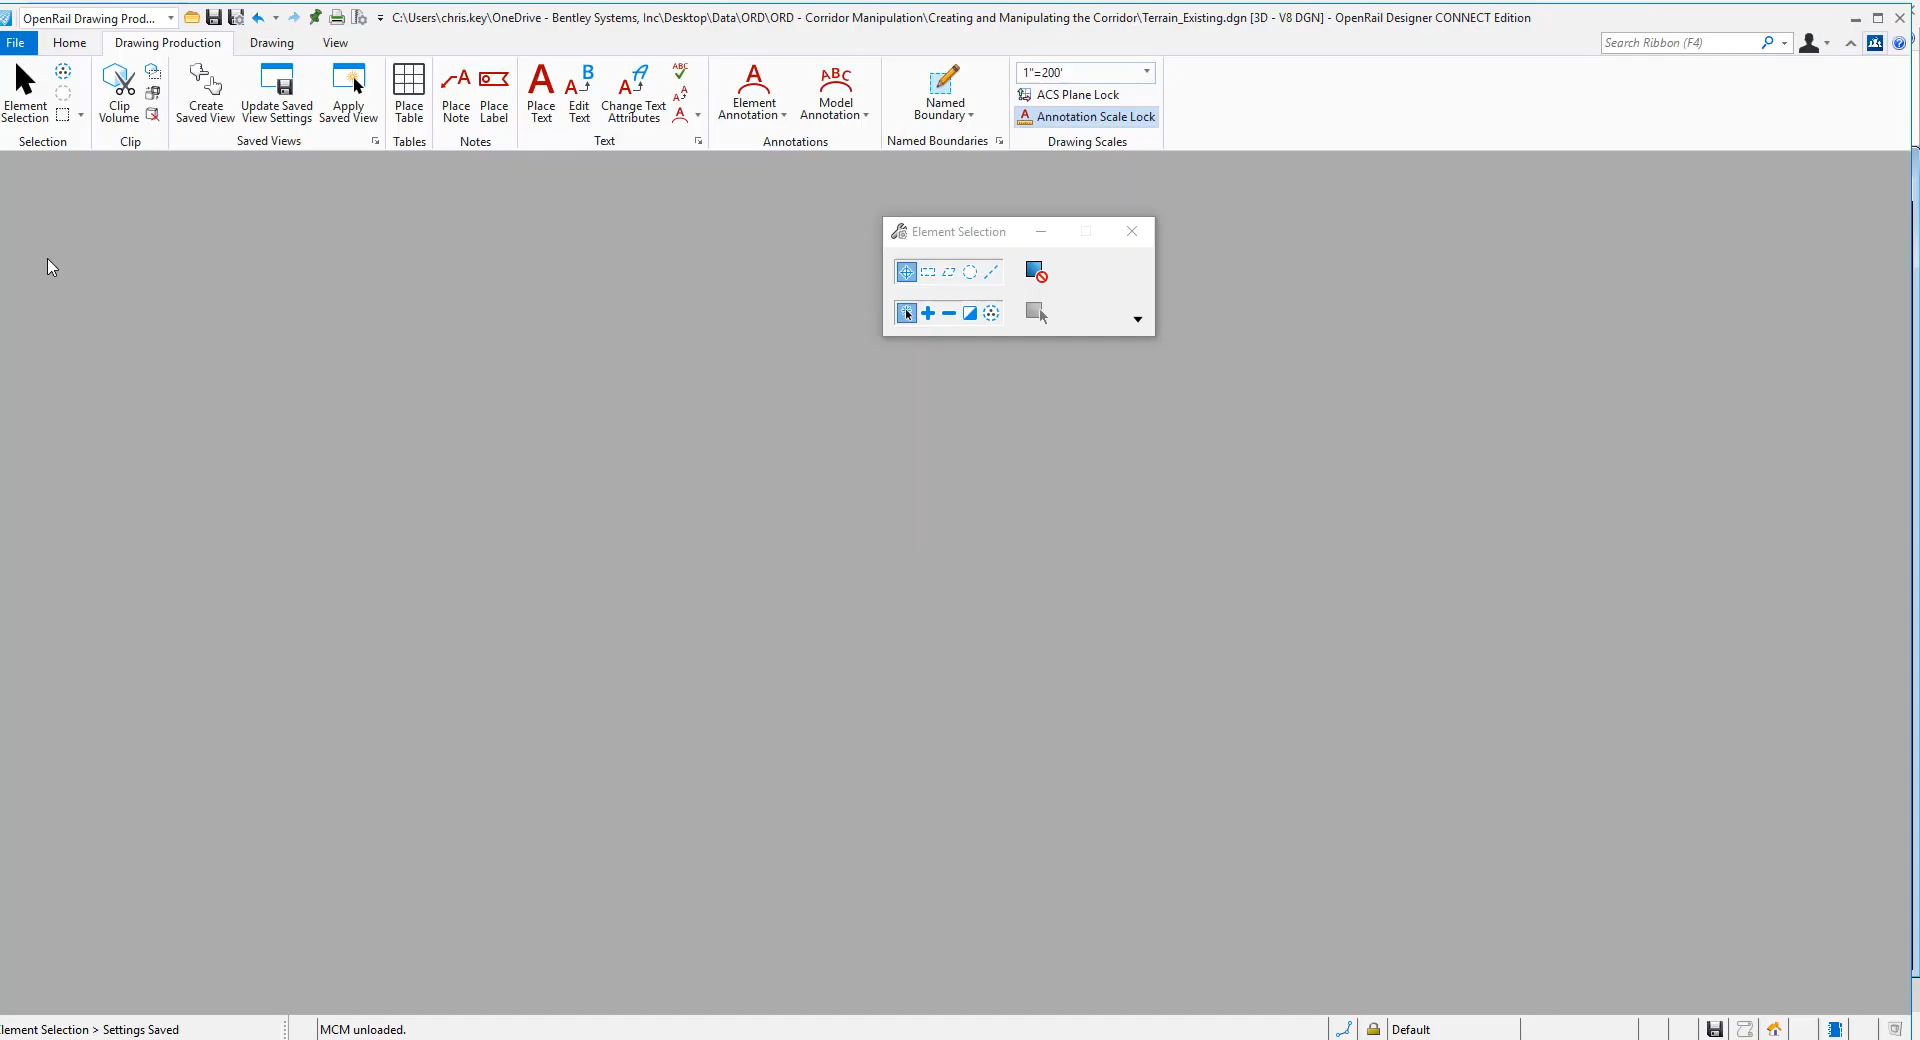 OpenRail Drawing Prod... C:\Users\chris.key\OneDrive - Bentley Systems, Inc\Desktop\Data\ORD\ORD - Corridor Manipulation\Creating and Manipulating the Corridor\Terrain_Existing.dgn [3D - V8 DGN] - OpenRail Designer CONNECT Edition
File Home Drawing Production Drawing View Search Ribbon (F4)
Element Selection
Selection
Clip Volume
Clip
Create Saved View
Update Saved View Settings
Apply Saved View
Saved Views
Place Table
Tables
Place Note
Place Label
Notes
Place Text
Edit Text
Change Text Attributes
Text
Element Annotation
Model Annotation
Annotations
Named Boundary
Named Boundaries
1"=200'
ACS Plane Lock
Annotation Scale Lock
Drawing Scales
Element Selection
lement Selection > Settings Saved MCM unloaded. Default